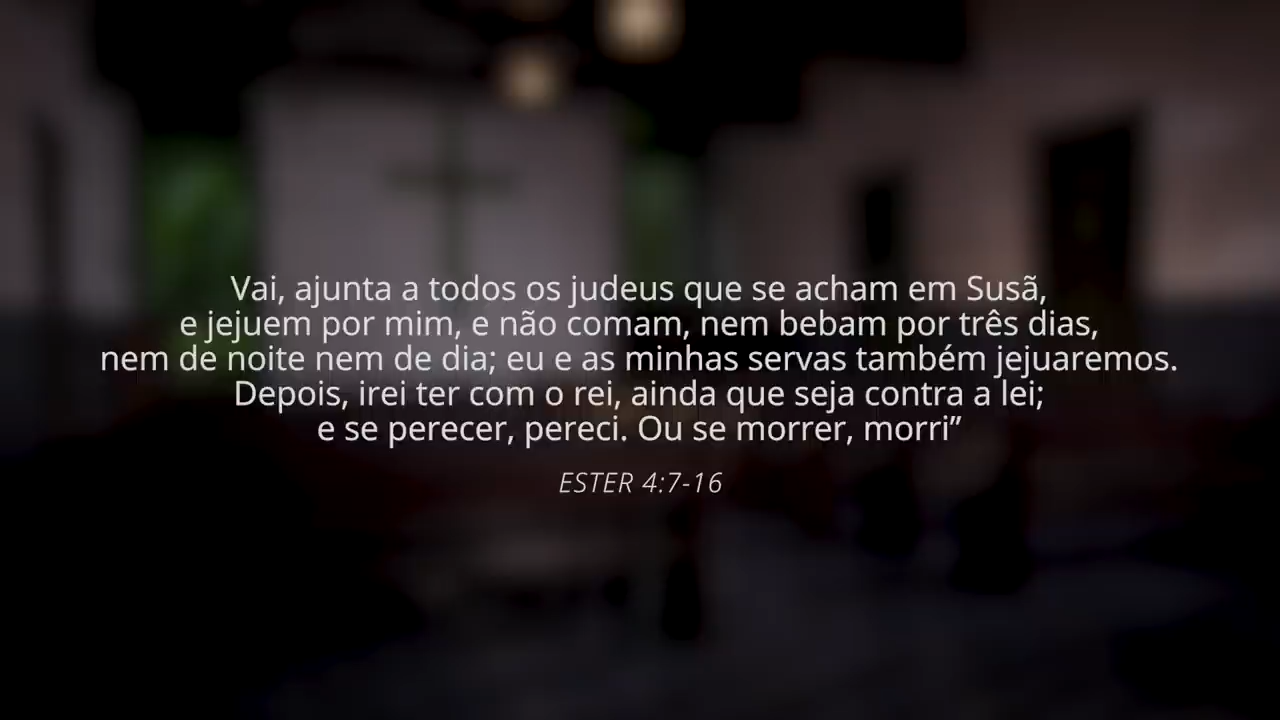 Vai, ajunta a todos os judeus que se acham em Susã,
e jejuem por mim, e não comam, nem bebam por três dias,
nem de noite nem de dia; eu e as minhas servas também jejuaremos.
Depois, irei ter com o rei, ainda que seja contra a lei;
e se perecer, pereci. Ou se morrer, morri”
ESTER 4:7-16